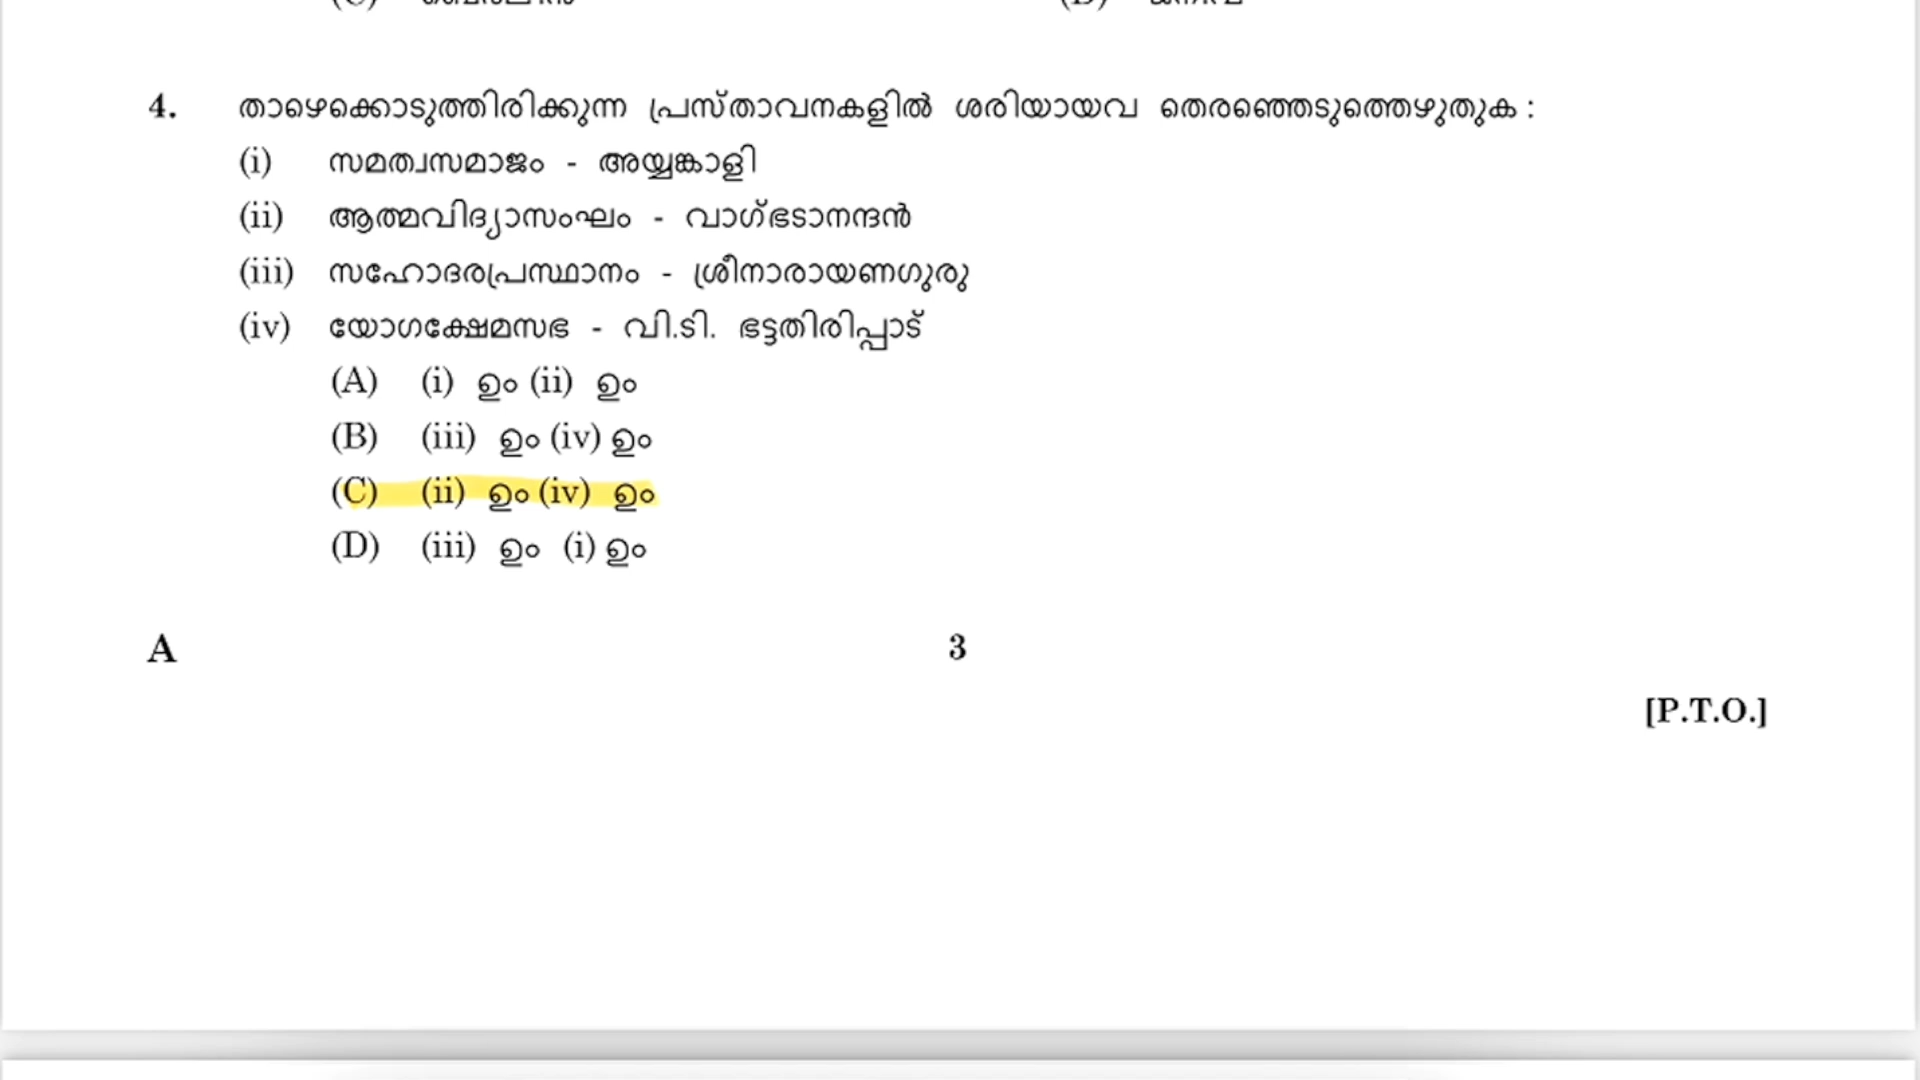 4. താഴെക്കൊടുത്തിരിക്കുന്ന പ്രസ്താവനകളിൽ ശരിയായവ തെരഞ്ഞെടുത്തെഴുതുക :
(i) സമത്വസമാജം - അയ്യങ്കാളി
(ii) ആത്മവിദ്യാസംഘം - വാഗ്ഭടാനന്ദൻ
(iii) സഹോദരപ്രസ്ഥാനം - ശ്രീനാരായണഗുരു
(iv) യോഗക്ഷേമസഭ - വി.ടി. ഭട്ടതിരിപ്പാട്
(A) (i) ഉം (ii) ഉം
(B) (iii) ഉം (iv) ഉം
(C) (ii) ഉം (iv) ഉം
(D) (iii) ഉം (i) ഉം
A 3
[P.T.O.]